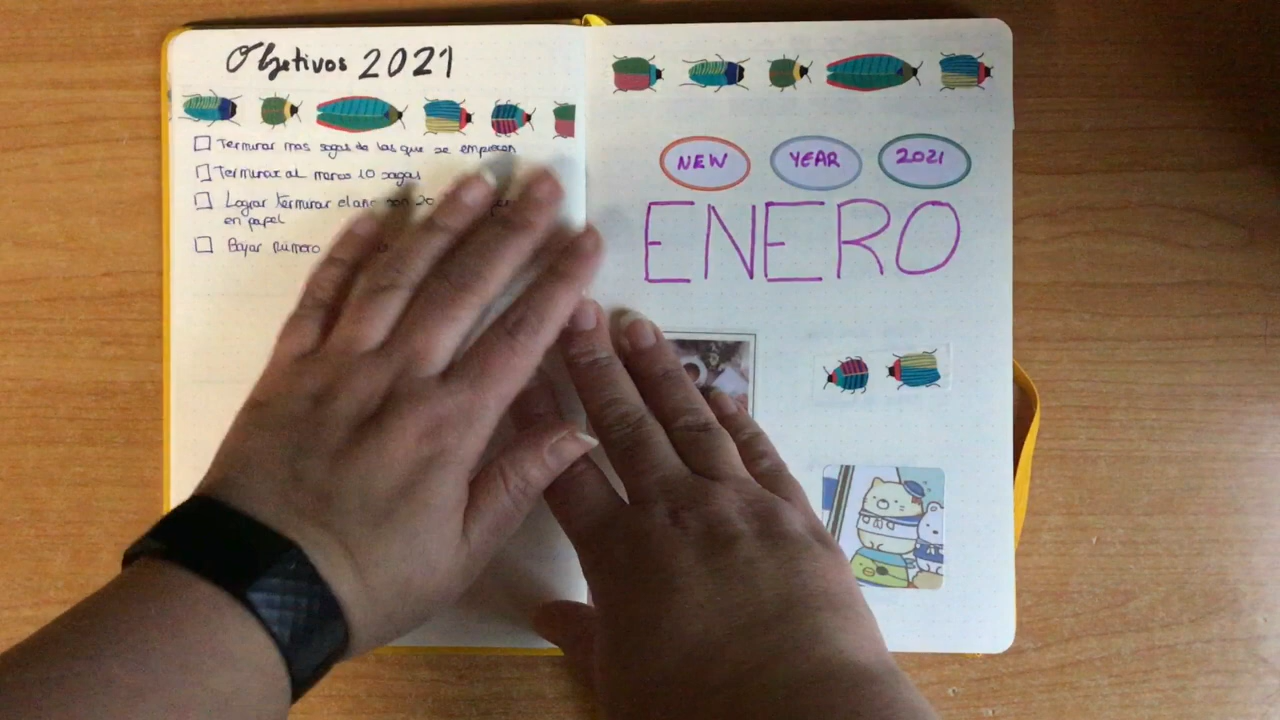 Objetivos 2021
Terminar mas sagas de las que se empiecen
Terminar al menos 10 sagas
Lograr terminar el año con 20
en papel
Bajar número
NEW YEAR 2021
ENERO